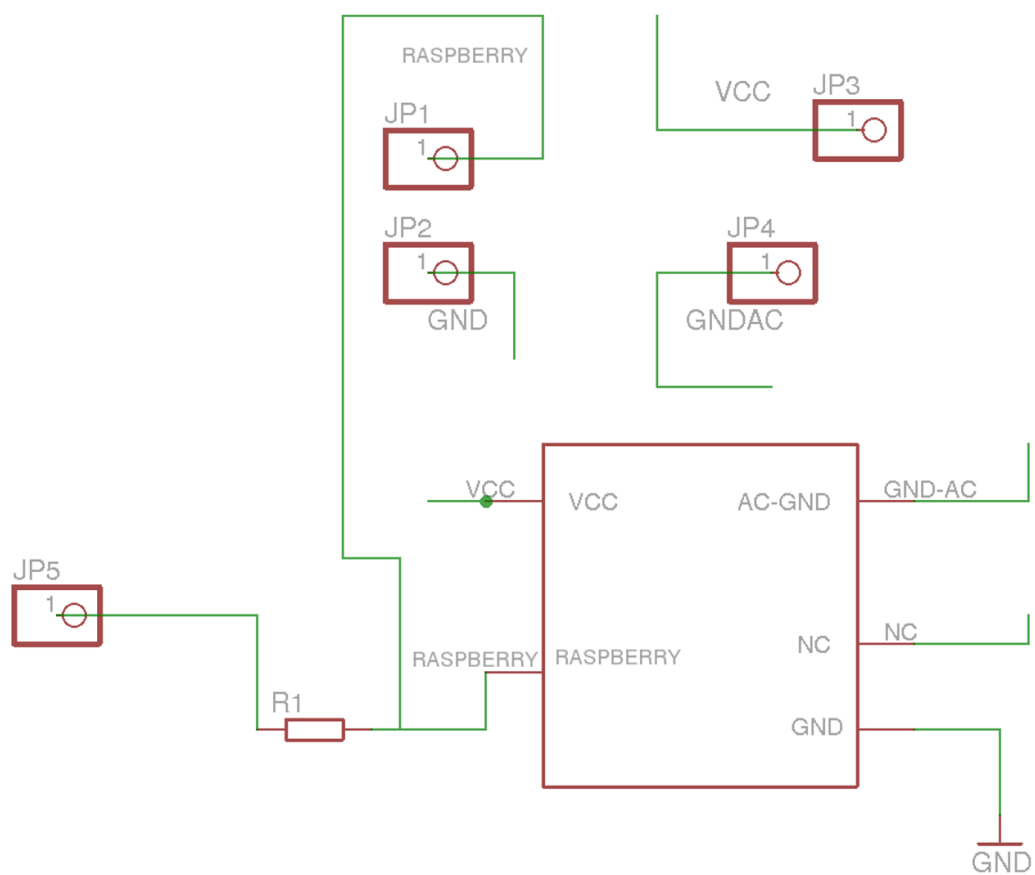 RASPBERRY
VCC
JP3
1
JP1
1
JP2
1
GND
JP4
1
GNDAC
VCC
VCC
AC-GND
GND-AC
JP5
1
NC
NC
RASPBERRY
RASPBERRY
R1
GND
GND